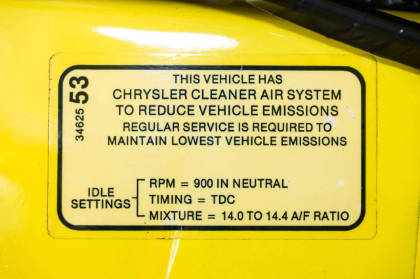 THIS VEHICLE HAS
CHRYSLER CLEANER AIR SYSTEM
TO REDUCE VEHICLE EMISSIONS
REGULAR SERVICE IS REQUIRED TO
MAINTAIN LOWEST VEHICLE EMISSIONS
34625 53
IDLE
SETTINGS
RPM = 900 IN NEUTRAL
TIMING = TDC
MIXTURE = 14.0 TO 14.4 A/F RATIO